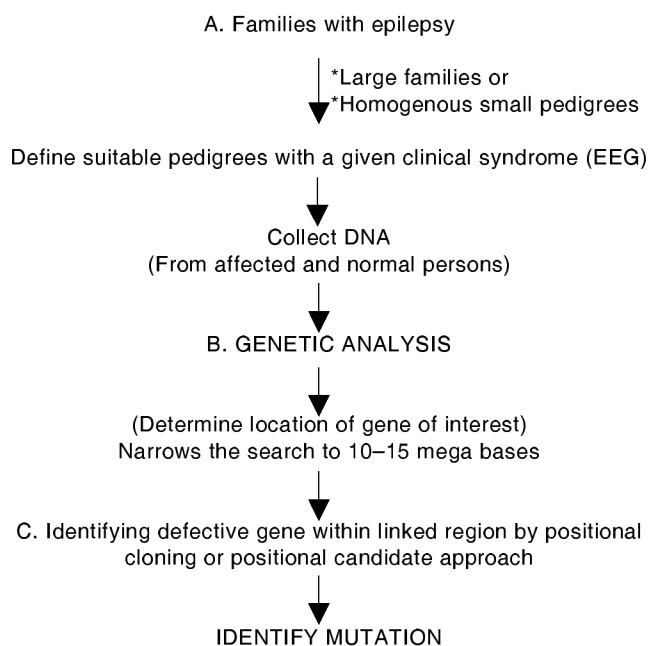 A. Families with epilepsy
*Large families or
*Homogenous small pedigrees
Define suitable pedigrees with a given clinical syndrome (EEG)
Collect DNA
(From affected and normal persons)
B. GENETIC ANALYSIS
(Determine location of gene of interest)
Narrows the search to 10–15 mega bases
C. Identifying defective gene within linked region by positional
cloning or positional candidate approach
IDENTIFY MUTATION